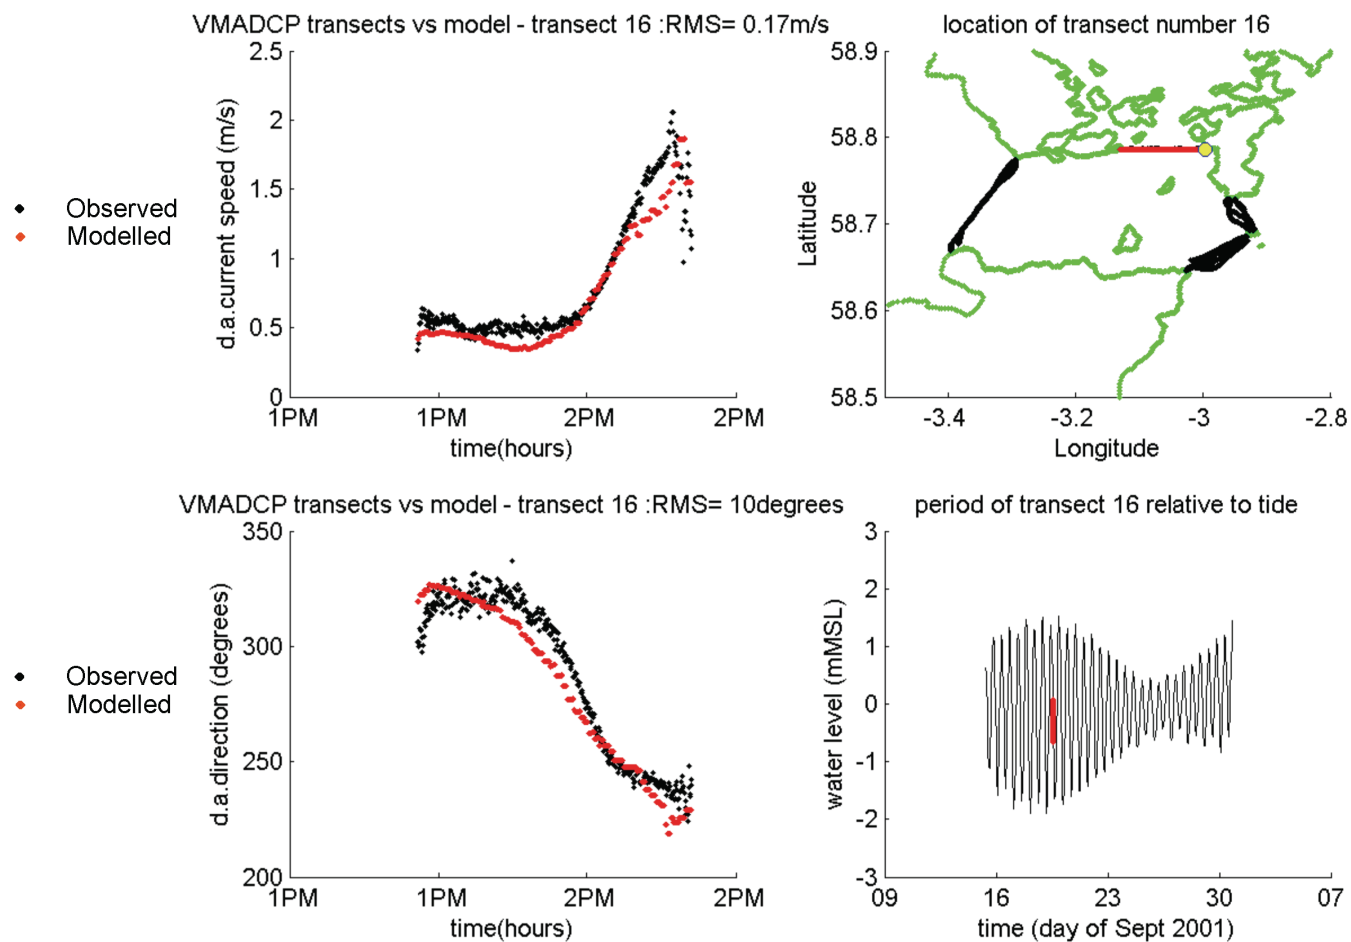 VMADCP transects vs model - transect 16 :RMS= 0.17m/s
2.5
2
1.5
1
0.5
0
d.a.current speed (m/s)
1PM 1PM 2PM 2PM
time(hours)
Observed
Modelled
location of transect number 16
58.9
58.8
58.7
58.6
58.5
Latitude
-3.4 -3.2 -3 -2.8
Longitude
VMADCP transects vs model - transect 16 :RMS= 10degrees
350
300
250
200
d.a.direction (degrees)
1PM 1PM 2PM 2PM
time(hours)
Observed
Modelled
period of transect 16 relative to tide
3
2
1
0
-1
-2
-3
water level (mMSL)
09 16 23 30 07
time (day of Sept 2001)